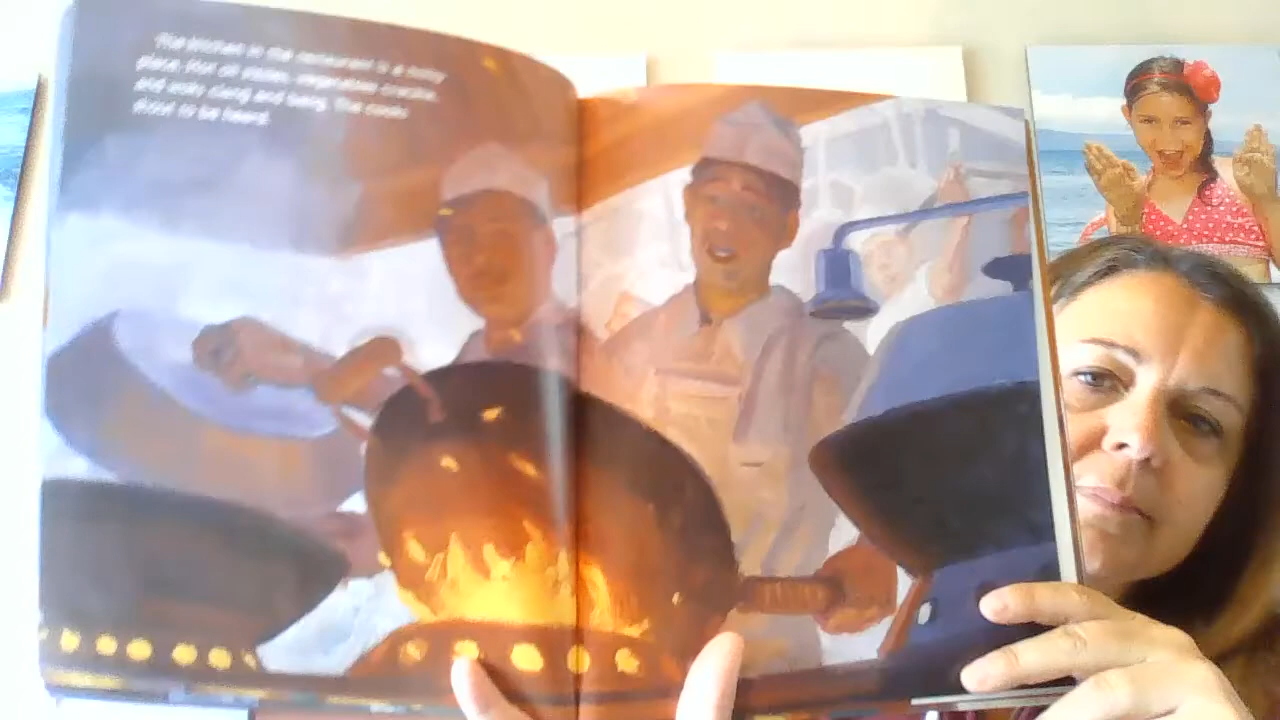 The kitchen in the restaurant is a noisy
place. Hot oil sizzles, vegetables crackle,
and woks clang and bang. The cooks
shout to be heard.